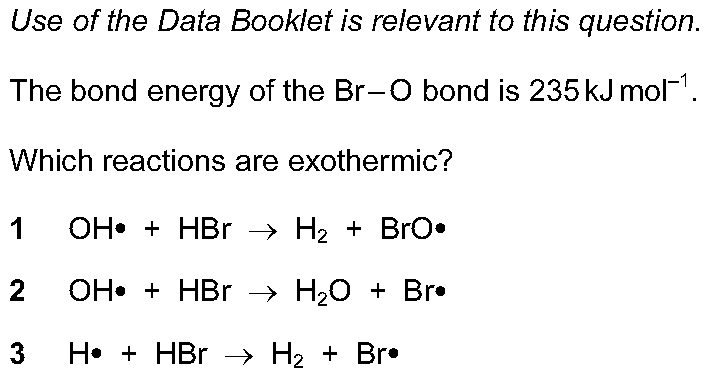 Use of the Data Booklet is relevant to this question.
The bond energy of the Br–O bond is 235 kJ mol⁻¹.
Which reactions are exothermic?
1 OH• + HBr → H₂ + BrO•
2 OH• + HBr → H₂O + Br•
3 H• + HBr → H₂ + Br•